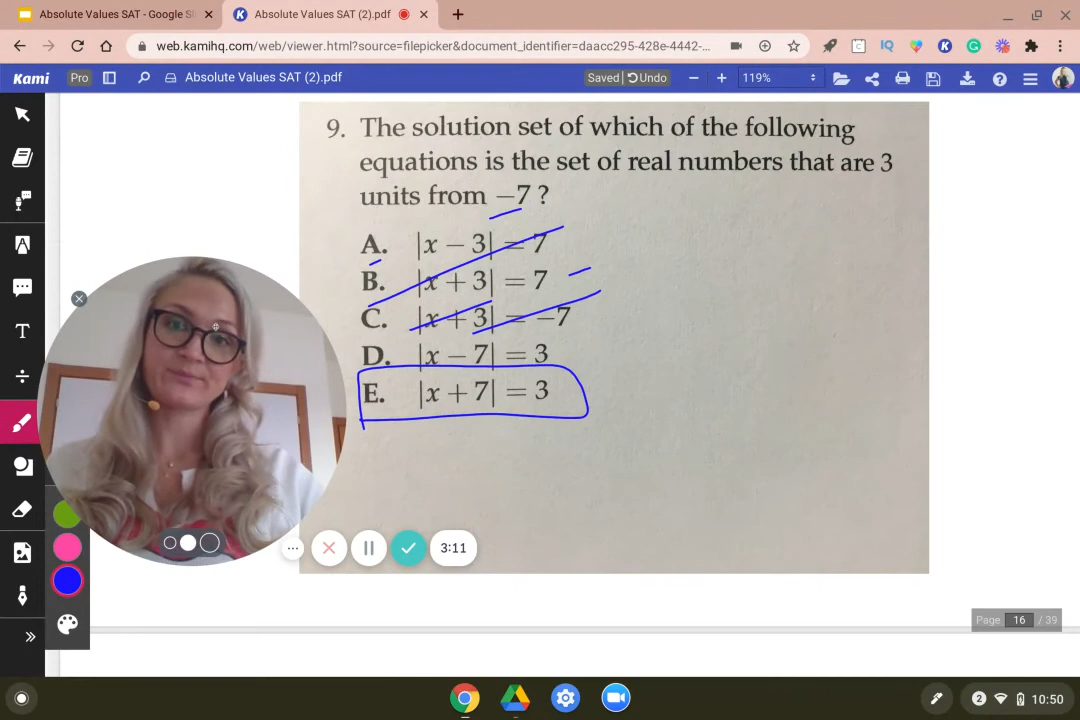 Absolute Values SAT - Google Sl
Absolute Values SAT (2).pdf
web.kamihq.com/web/viewer.html?source=filepicker&document_identifier=daacc295-428e-4442-...
IQ
Kami
Pro
Absolute Values SAT (2).pdf
Saved
Undo
119%
9. The solution set of which of the following
equations is the set of real numbers that are 3
units from −7 ?
A. |x − 3| = 7
B. |x + 3| = 7
C. |x + 3| = −7
D. |x − 7| = 3
E. |x + 7| = 3
3:11
Page 16 / 39
2
10:50